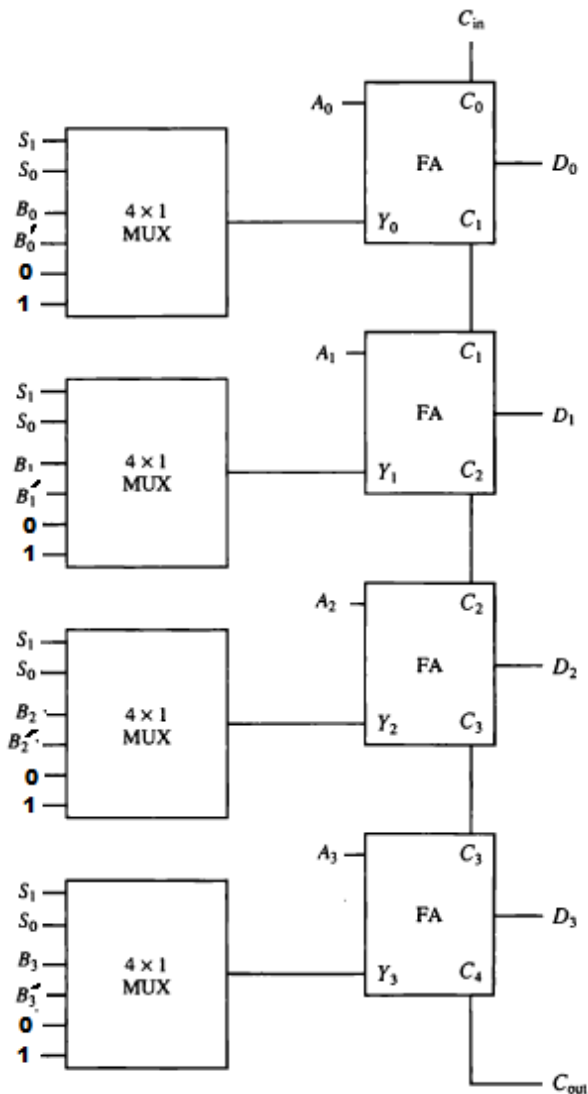 C_in
A_0 C_0
S_1
S_0 FA D_0
B_0 4 × 1
B_0′ MUX Y_0 C_1
0
1
A_1 C_1
S_1
S_0 FA D_1
B_1 4 × 1
B_1′ MUX Y_1 C_2
0
1
A_2 C_2
S_1
S_0 FA D_2
B_2 4 × 1
B_2′ MUX Y_2 C_3
0
1
A_3 C_3
S_1
S_0 FA D_3
B_3 4 × 1
B_3′ MUX Y_3 C_4
0
1
C_out